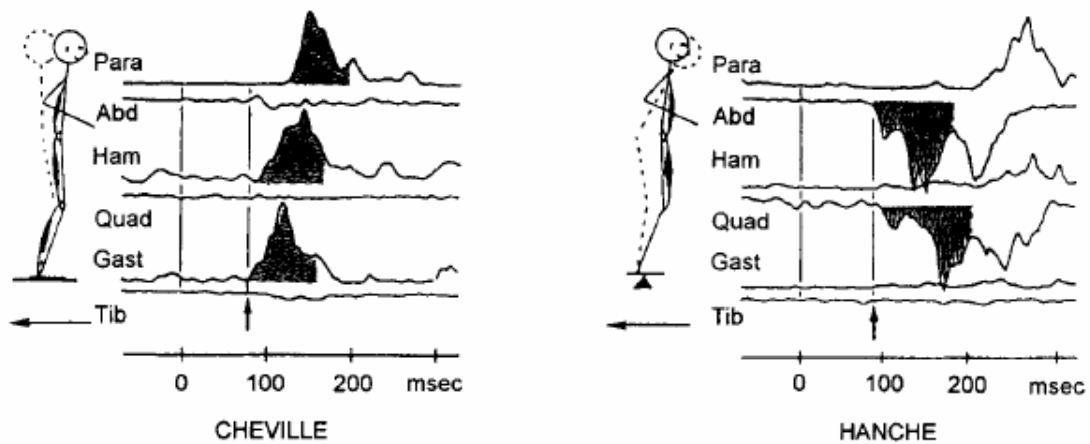 Para
Abd
Ham
Quad
Gast
Tib
0 100 200 msec
CHEVILLE
Para
Abd
Ham
Quad
Gast
Tib
0 100 200 msec
HANCHE